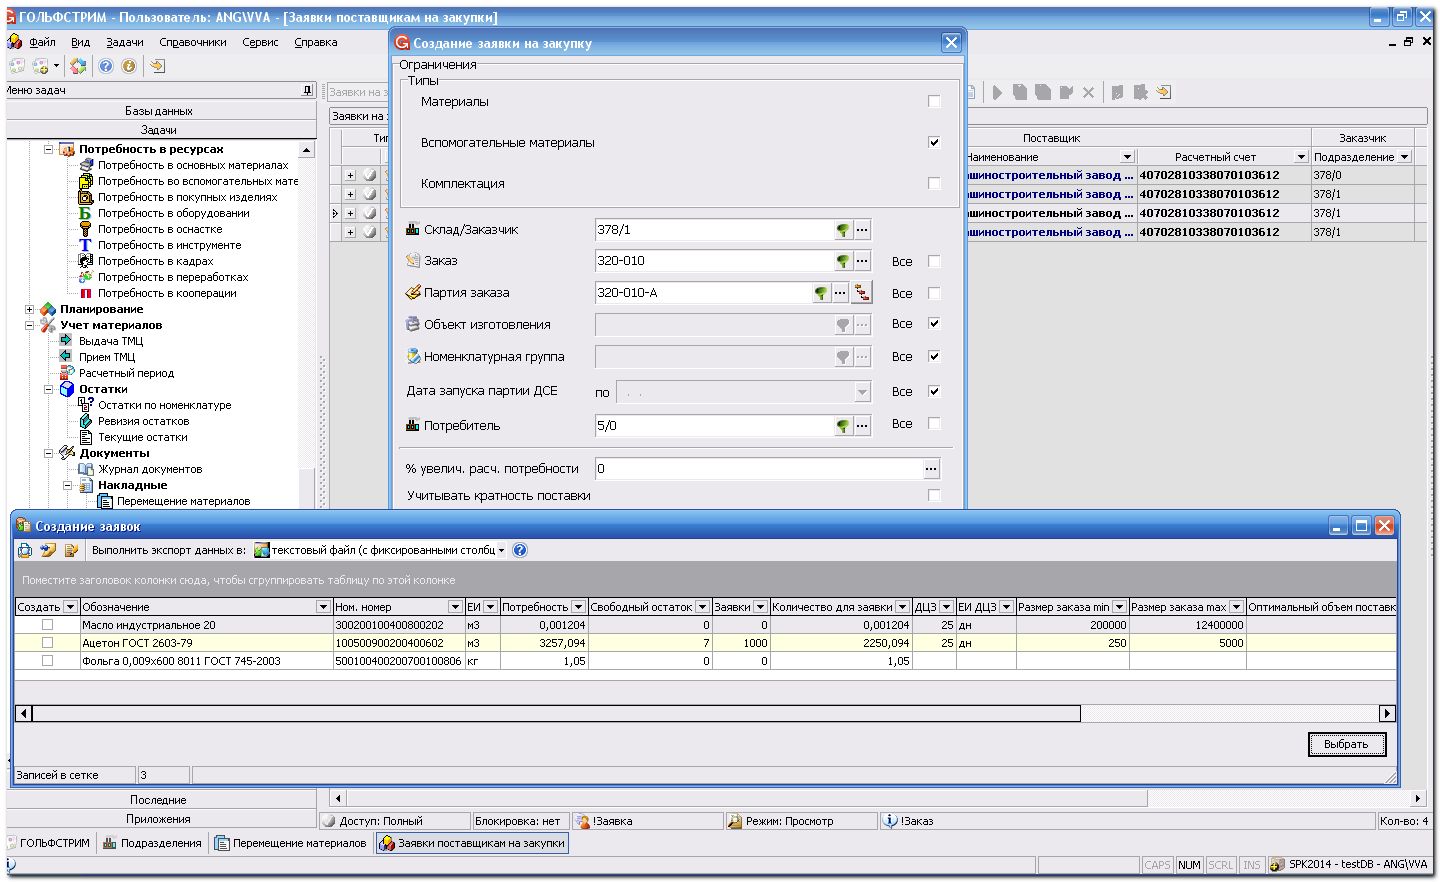 ГОЛЬФСТРИМ - Пользователь: ANG\VVA - [Заявки поставщикам на закупки]
Файл Вид Задачи Справочники Сервис Справка
Меню задач
Базы данных
Задачи
Потребность в ресурсах
Потребность в основных материалах
Потребность во вспомогательных мате
Потребность в покупных изделиях
Потребность в оборудовании
Потребность в оснастке
Потребность в инструменте
Потребность в кадрах
Потребность в переработках
Потребность в кооперации
Планирование
Учет материалов
Выдача ТМЦ
Прием ТМЦ
Расчетный период
Остатки
Остатки по номенклатуре
Ревизия остатков
Текущие остатки
Документы
Журнал документов
Накладные
Перемещение материалов
Заявки на з
Заявки на
Тип
Поставщик Заказчик
Наименование Расчетный счет Подразделение
ашиностроительный завод ... 40702810338070103612 378/0
ашиностроительный завод ... 40702810338070103612 378/1
ашиностроительный завод ... 40702810338070103612 378/1
ашиностроительный завод ... 40702810338070103612 378/1
Создание заявки на закупку
Ограничения
Типы
Материалы
Вспомогательные материалы
Комплектация
Склад/Заказчик 378/1 ...
Заказ 320-010 ... Все
Партия заказа 320-010-А ... Все
Объект изготовления ... Все
Номенклатурная группа ... Все
Дата запуска партии ДСЕ по . . Все
Потребитель 5/0 ... Все
% увелич. расч. потребности 0 ...
Учитывать кратность поставки
Создание заявок
Выполнить экспорт данных в: текстовый файл (с фиксированными столбц
Поместите заголовок колонки сюда, чтобы сгруппировать таблицу по этой колонке
Создать Обозначение Ном. номер ЕИ Потребность Свободный остаток Заявки Количество для заявки ДЦЗ ЕИ ДЦЗ Размер заказа min Размер заказа max Оптимальный объем поставк
Масло индустриальное 20 300200100400800202 м3 0,001204 0 0 0,001204 25 дн 200000 12400000
Ацетон ГОСТ 2603-79 100500900200400602 м3 3257,094 7 1000 2250,094 25 дн 250 5000
Фольга 0,009х600 8011 ГОСТ 745-2003 500100400200700100806 кг 1,05 0 0 1,05
Выбрать
Записей в сетке 3
Последние
Приложения
Доступ: Полный Блокировка: нет !Заявка Режим: Просмотр !Заказ Кол-во: 4
ГОЛЬФСТРИМ Подразделения Перемещение материалов Заявки поставщикам на закупки
CAPS NUM SCRL INS SPK2014 - testDB - ANG\VVA